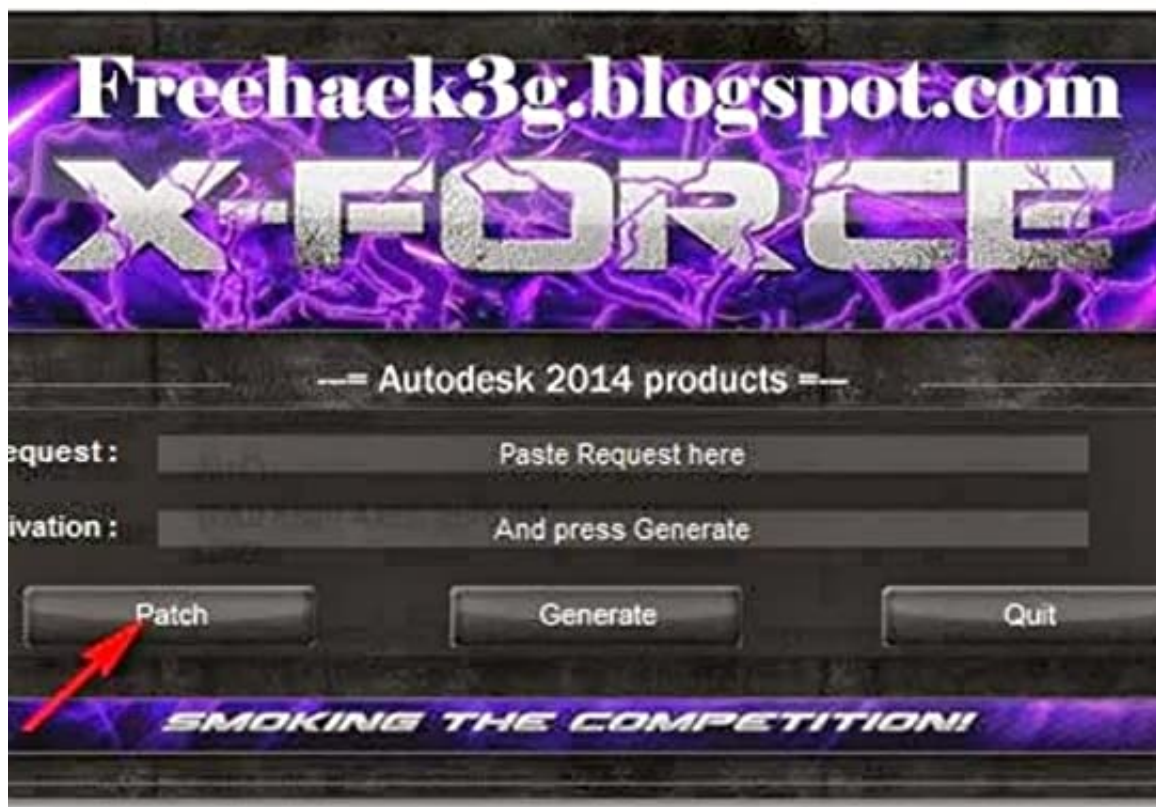 Freehack3g.blogspot.com
X-FORCE
---= Autodesk 2014 products =---
equest :
Paste Request here
ivation :
And press Generate
Patch
Generate
Quit
SMOKING THE COMPETITION!